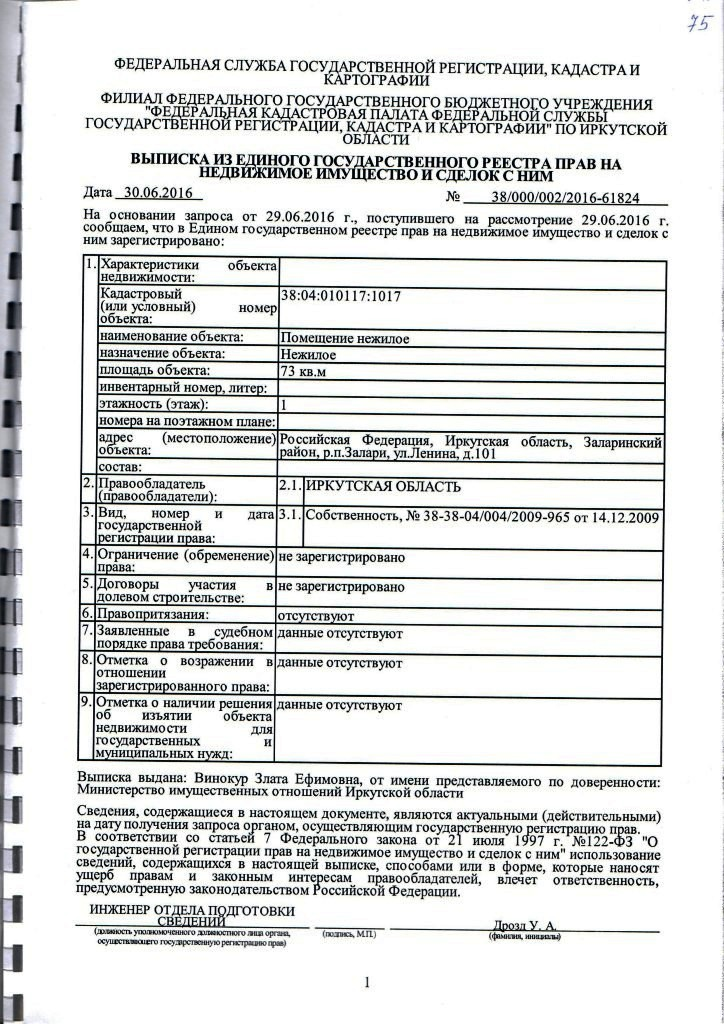 75
ФЕДЕРАЛЬНАЯ СЛУЖБА ГОСУДАРСТВЕННОЙ РЕГИСТРАЦИИ, КАДАСТРА И
КАРТОГРАФИИ
ФИЛИАЛ ФЕДЕРАЛЬНОГО ГОСУДАРСТВЕННОГО БЮДЖЕТНОГО УЧРЕЖДЕНИЯ
"ФЕДЕРАЛЬНАЯ КАДАСТРОВАЯ ПАЛАТА ФЕДЕРАЛЬНОЙ СЛУЖБЫ
ГОСУДАРСТВЕННОЙ РЕГИСТРАЦИИ, КАДАСТРА И КАРТОГРАФИИ" ПО ИРКУТСКОЙ
ОБЛАСТИ
ВЫПИСКА ИЗ ЕДИНОГО ГОСУДАРСТВЕННОГО РЕЕСТРА ПРАВ НА
НЕДВИЖИМОЕ ИМУЩЕСТВО И СДЕЛОК С НИМ
Дата 30.06.2016 № 38/000/002/2016-61824
На основании запроса от 29.06.2016 г., поступившего на рассмотрение 29.06.2016 г.
сообщаем, что в Едином государственном реестре прав на недвижимое имущество и сделок с
ним зарегистрировано:
1. Характеристики объекта
недвижимости:
Кадастровый 38:04:010117:1017
(или условный) номер
объекта:
наименование объекта: Помещение нежилое
назначение объекта: Нежилое
площадь объекта: 73 кв.м
инвентарный номер, литер:
этажность (этаж): 1
номера на поэтажном плане:
адрес (местоположение) Российская Федерация, Иркутская область, Заларинский
объекта: район, р.п.Залари, ул.Ленина, д.101
состав:
2. Правообладатель 2.1. ИРКУТСКАЯ ОБЛАСТЬ
(правообладатели):
3. Вид, номер и дата 3.1. Собственность, № 38-38-04/004/2009-965 от 14.12.2009
государственной
регистрации права:
4. Ограничение (обременение) не зарегистрировано
права:
5. Договоры участия в не зарегистрировано
долевом строительстве:
6. Правопритязания: отсутствуют
7. Заявленные в судебном данные отсутствуют
порядке права требования:
8. Отметка о возражении в данные отсутствуют
отношении
зарегистрированного права:
9. Отметка о наличии решения данные отсутствуют
об изъятии объекта
недвижимости для
государственных и
муниципальных нужд:
Выписка выдана: Винокур Злата Ефимовна, от имени представляемого по доверенности:
Министерство имущественных отношений Иркутской области
Сведения, содержащиеся в настоящем документе, являются актуальными (действительными)
на дату получения запроса органом, осуществляющим государственную регистрацию прав.
В соответствии со статьей 7 Федерального закона от 21 июля 1997 г. №122-ФЗ "О
государственной регистрации прав на недвижимое имущество и сделок с ним" использование
сведений, содержащихся в настоящей выписке, способами или в форме, которые наносят
ущерб правам и законным интересам правообладателей, влечет ответственность,
предусмотренную законодательством Российской Федерации.
ИНЖЕНЕР ОТДЕЛА ПОДГОТОВКИ
СВЕДЕНИЙ Дрозл У. А.
(должность уполномоченного должностного лица органа, (подпись, М.П.) (фамилия, инициалы)
осуществляющего государственную регистрацию прав)
1